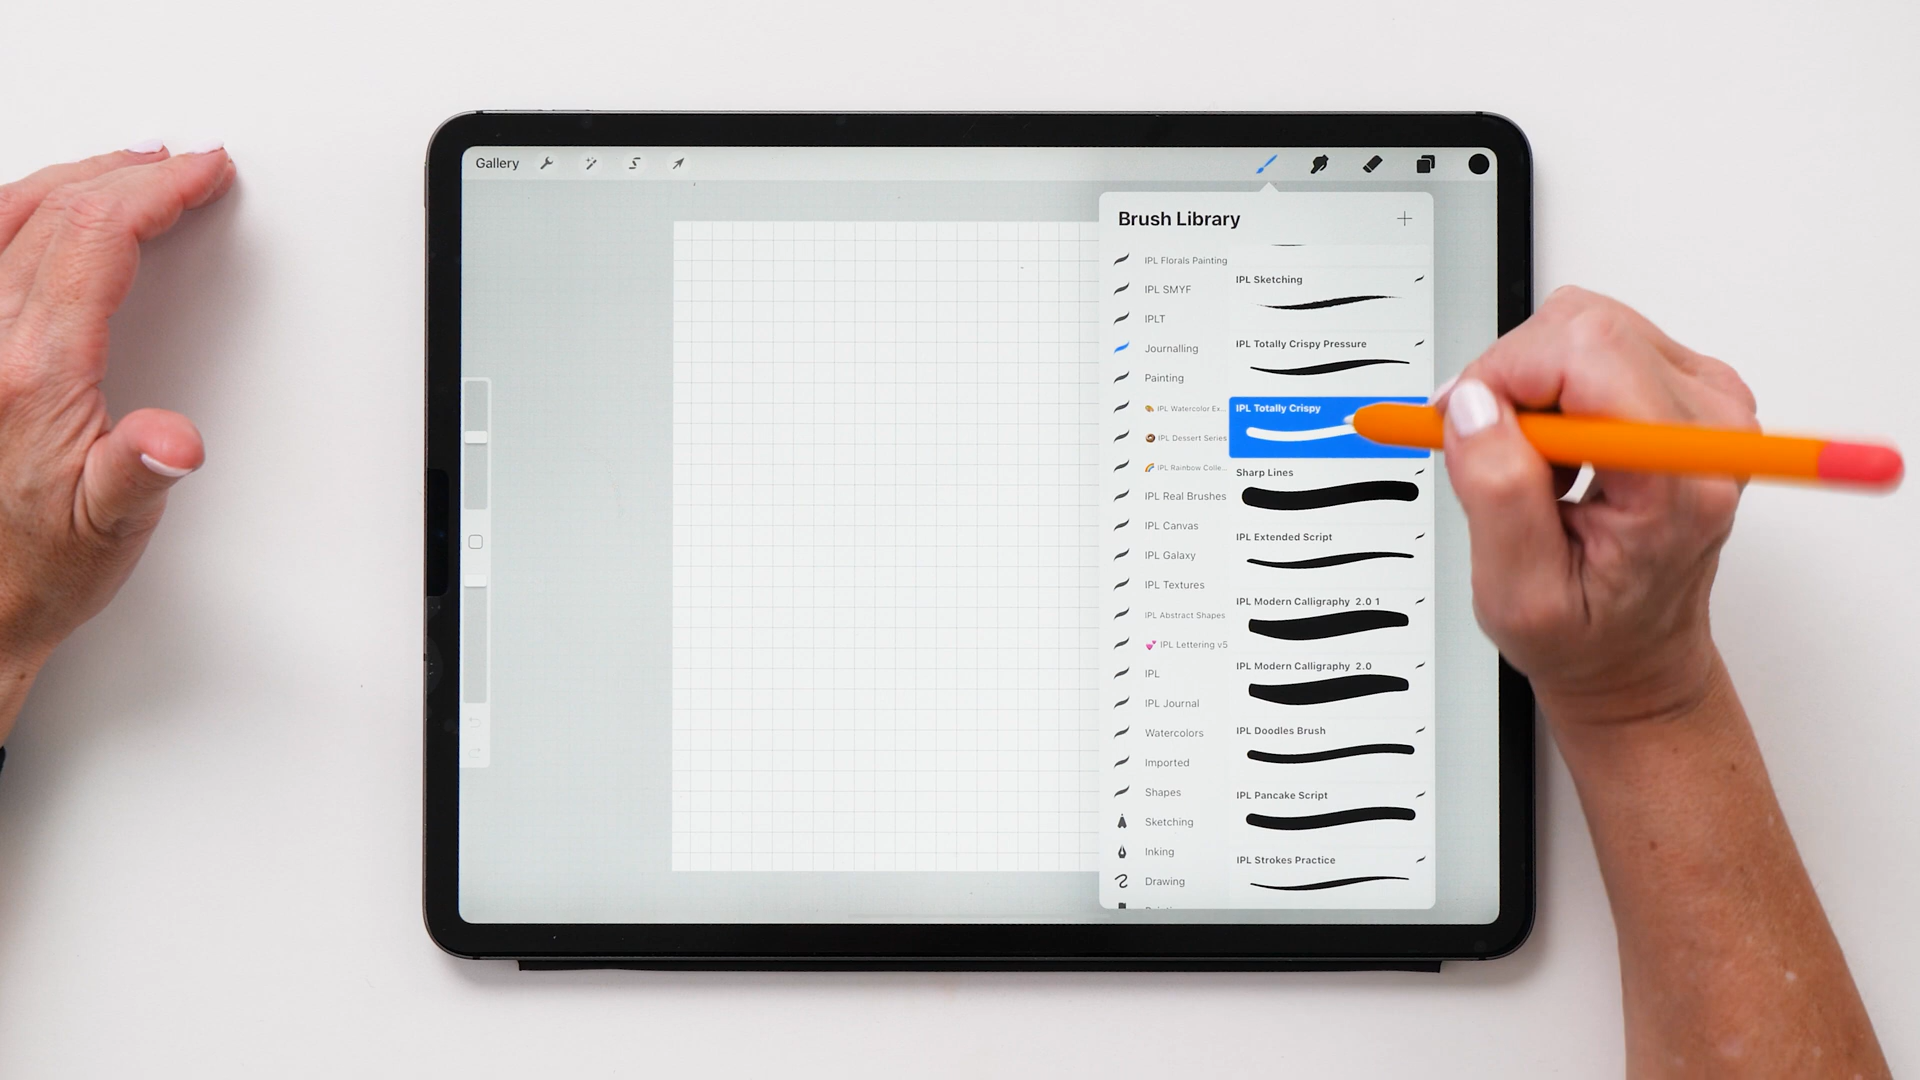 Gallery
Brush Library
IPL Florals Painting
IPL SMYF
IPLT
Journalling
Painting
IPL Watercolor Ex...
IPL Dessert Series
IPL Rainbow Colle...
IPL Real Brushes
IPL Canvas
IPL Galaxy
IPL Textures
IPL Abstract Shapes
IPL Lettering v5
IPL
IPL Journal
Watercolors
Imported
Shapes
Sketching
Inking
Drawing
IPL Sketching
IPL Totally Crispy Pressure
IPL Totally Crispy
Sharp Lines
IPL Extended Script
IPL Modern Calligraphy 2.0 1
IPL Modern Calligraphy 2.0
IPL Doodles Brush
IPL Pancake Script
IPL Strokes Practice